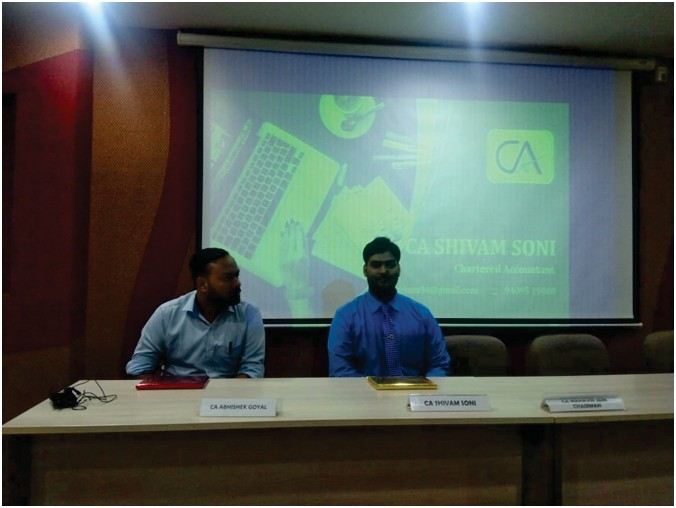 CA
CA SHIVAM SONI
Chartered Accountant
CA ABHISHEK GOYAL
CA SHIVAM SONI
CHAIRMAN